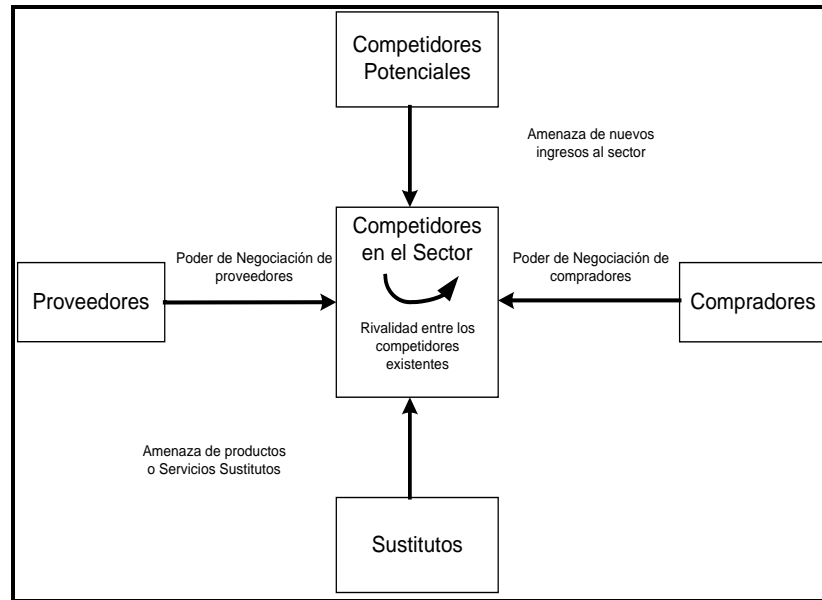 Competidores
Potenciales
Amenaza de nuevos
ingresos al sector
Competidores
en el Sector
Poder de Negociación de
proveedores
Poder de Negociación de
compradores
Proveedores
Compradores
Rivalidad entre los
competidores
existentes
Amenaza de productos
o Servicios Sustitutos
Sustitutos